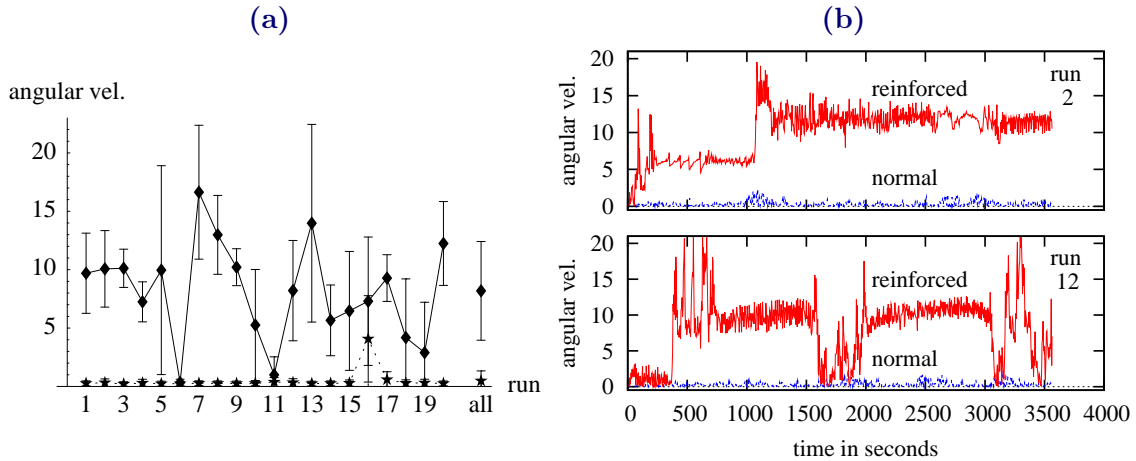 (a)
angular vel.
20
15
10
5
run
1 3 5 7 9 11 13 15 17 19 all
(b)
angular vel.
20
15
10
5
0
reinforced
normal
run
2
angular vel.
20
15
10
5
0
reinforced
normal
run
12
0 500 1000 1500 2000 2500 3000 3500 4000
time in seconds